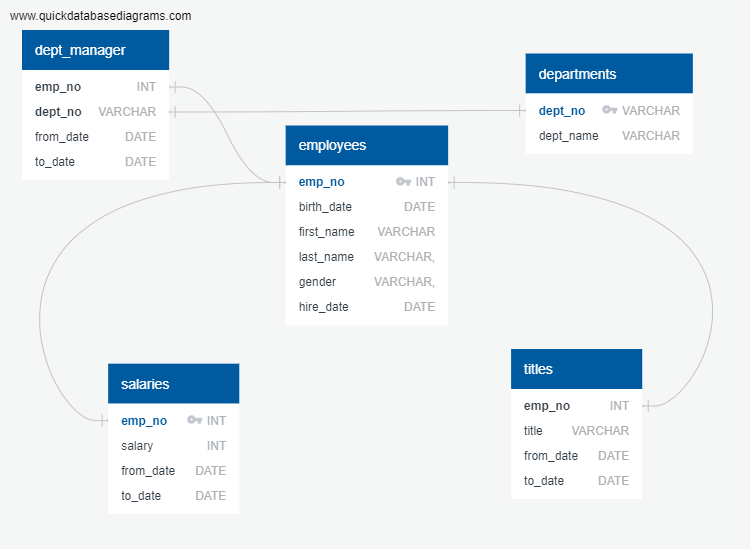 www.quickdatabasediagrams.com
dept_manager
emp_no INT
dept_no VARCHAR
from_date DATE
to_date DATE
departments
dept_no VARCHAR
dept_name VARCHAR
employees
emp_no INT
birth_date DATE
first_name VARCHAR
last_name VARCHAR,
gender VARCHAR,
hire_date DATE
salaries
emp_no INT
salary INT
from_date DATE
to_date DATE
titles
emp_no INT
title VARCHAR
from_date DATE
to_date DATE